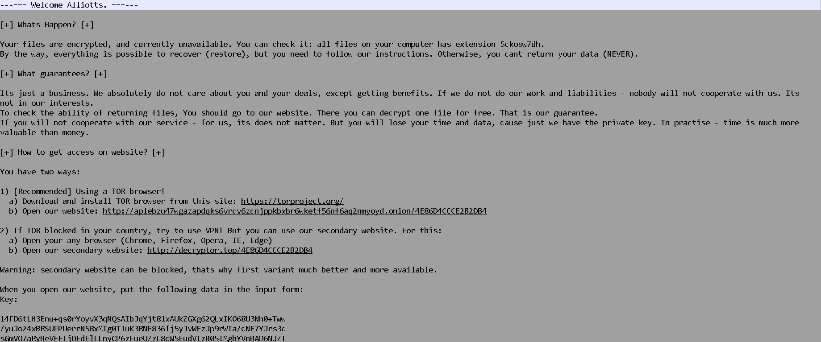 ------ Welcome Alliotts. ------
[+] Whats Happen? [+]
Your files are encrypted, and currently unavailable. You can check it: all files on your computer has extension 5ckosw7dh.
By the way, everything is possible to recover (restore), but you need to follow our instructions. Otherwise, you cant return your data (NEVER).
[+] What guarantees? [+]
Its just a business. We absolutely do not care about you and your deals, except getting benefits. If we do not do our work and liabilities - nobody will not cooperate with us. Its
not in our interests.
To check the ability of returning files, You should go to our website. There you can decrypt one file for free. That is our guarantee.
If you will not cooperate with our service - for us, its does not matter. But you will lose your time and data, cause just we have the private key. In practise - time is much more
valuable than money.
[+] How to get access on website? [+]
You have two ways:
1) [Recommended] Using a TOR browser!
a) Download and install TOR browser from this site: https://torproject.org/
b) Open our website:
2) If TOR blocked in your country, try to use VPN! But you can use our secondary website. For this:
a) Open your any browser (Chrome, Firefox, Opera, IE, Edge)
b) Open our secondary website: http://decryptor.top/4E86D4CCCE2B2DB4
Warning: secondary website can be blocked, thats why first variant much better and more available.
When you open our website, put the following data in the input form:
Key: